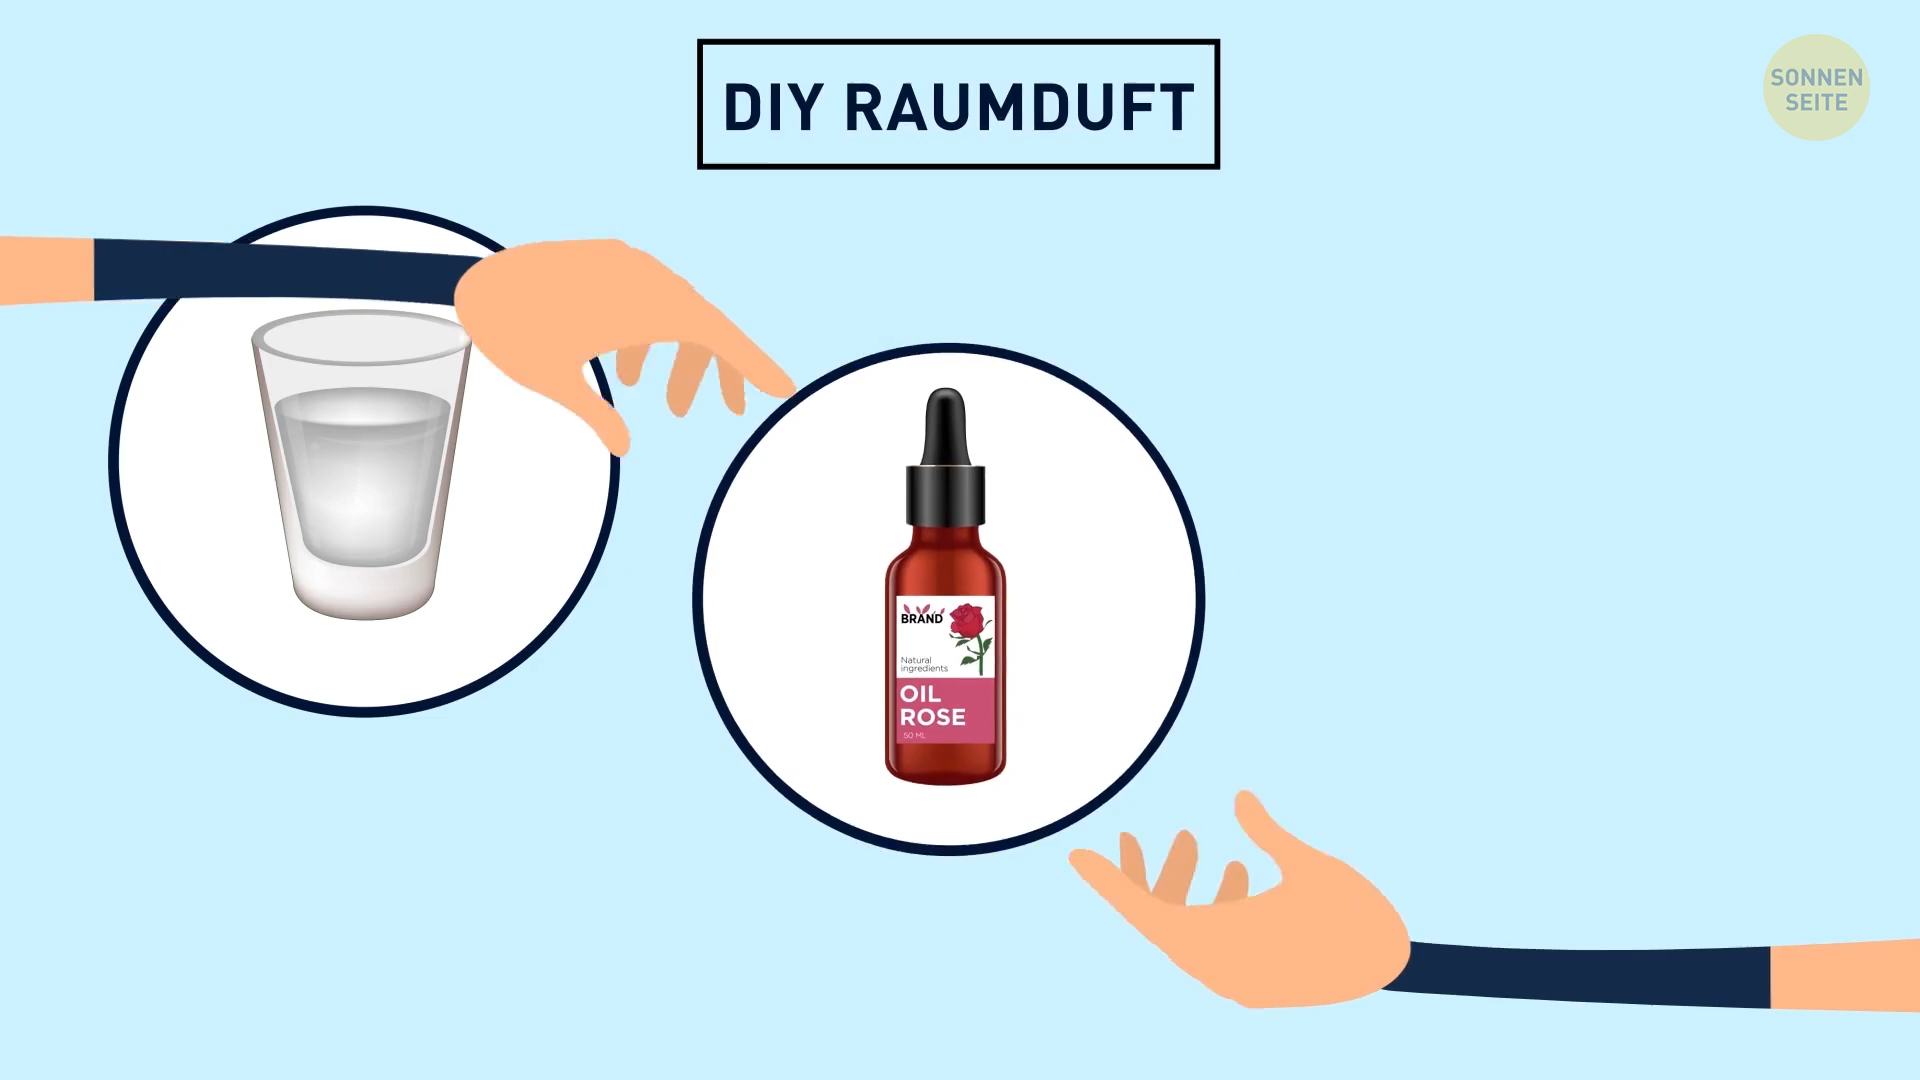 DIY RAUMDUFT
SONNEN
SEITE
BRAND
Natural
ingredients
OIL
ROSE
50 ML